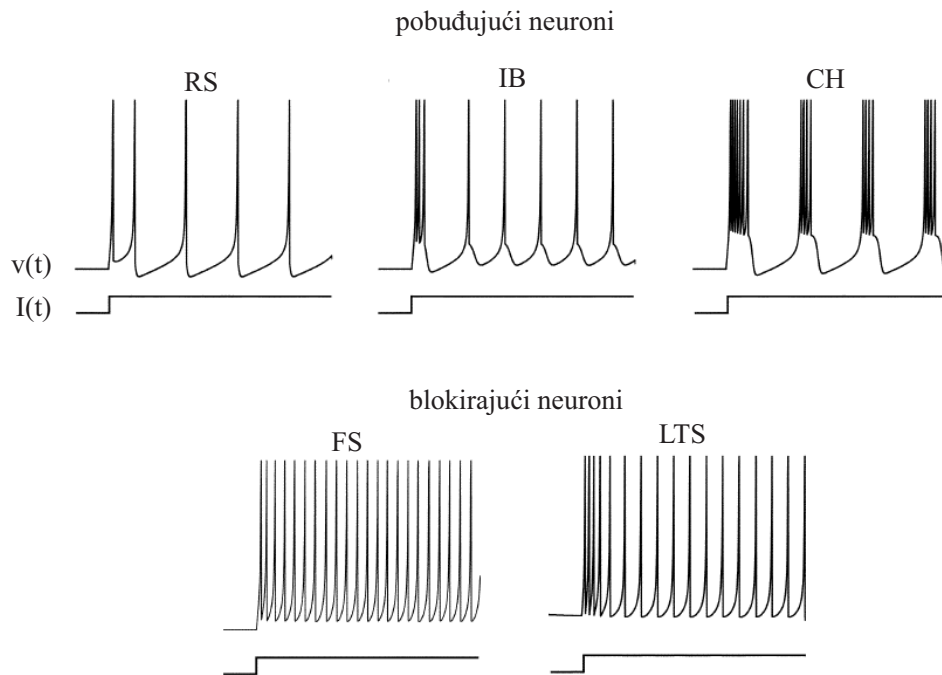 pobuđujući neuroni
RS
IB
CH
v(t)
I(t)
blokirajući neuroni
FS
LTS